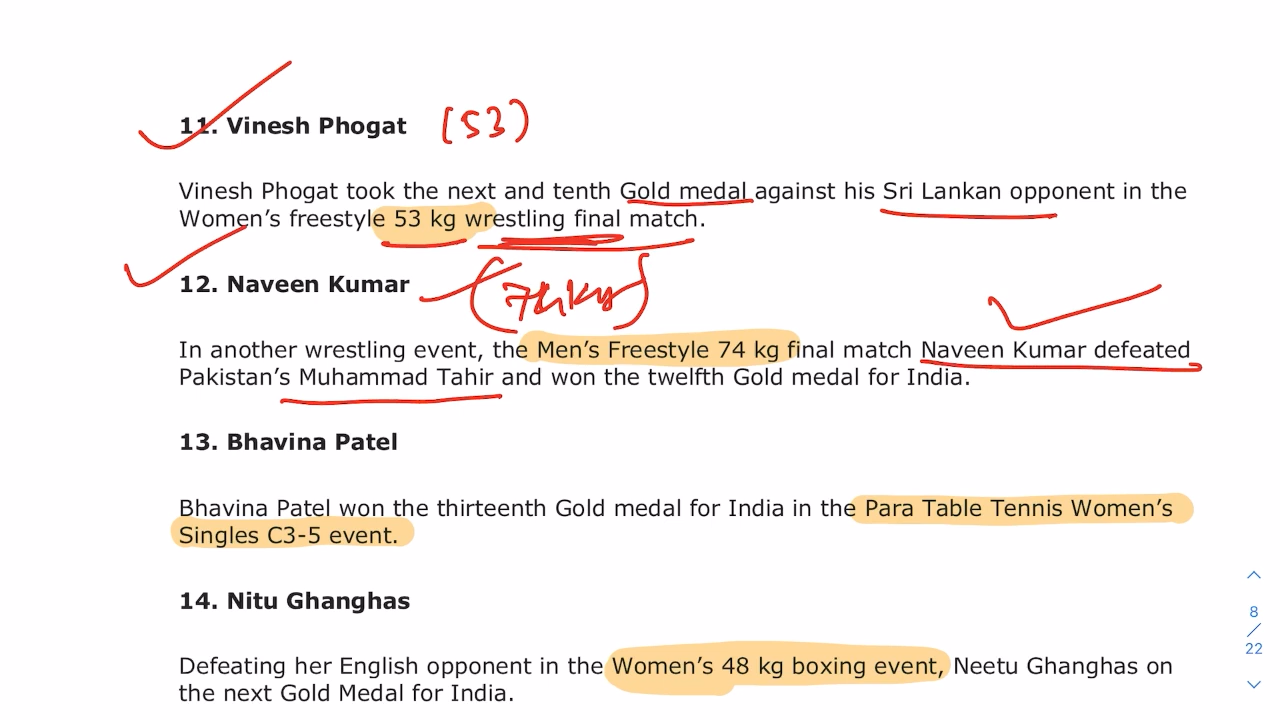 11. Vinesh Phogat (53)
Vinesh Phogat took the next and tenth Gold medal against his Sri Lankan opponent in the
Women’s freestyle 53 kg wrestling final match.
12. Naveen Kumar (74kg)
In another wrestling event, the Men’s Freestyle 74 kg final match Naveen Kumar defeated
Pakistan’s Muhammad Tahir and won the twelfth Gold medal for India.
13. Bhavina Patel
Bhavina Patel won the thirteenth Gold medal for India in the Para Table Tennis Women’s
Singles C3-5 event.
14. Nitu Ghanghas
Defeating her English opponent in the Women’s 48 kg boxing event, Neetu Ghanghas on
the next Gold Medal for India.
8
/
22